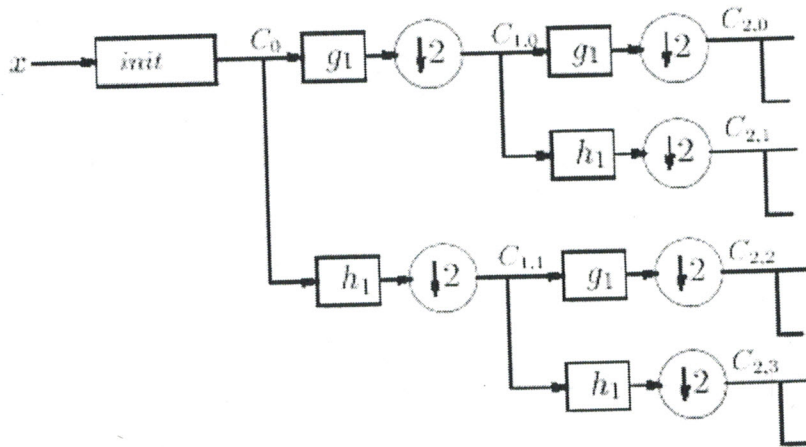 x init C₀ g₁ ↓2 C₁,₀ g₁ ↓2 C₂,₀
h₁ ↓2 C₂,₁
h₁ ↓2 C₁,₁ g₁ ↓2 C₂,₂
h₁ ↓2 C₂,₃